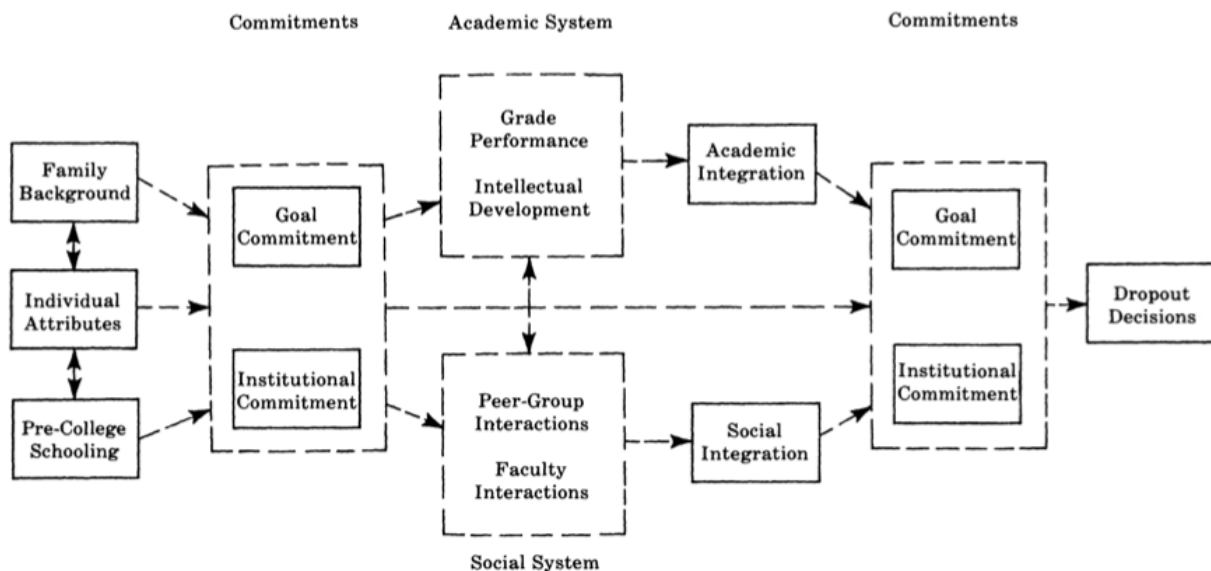 Commitments
Academic System
Commitments
Family
Background
Individual
Attributes
Pre-College
Schooling
Goal
Commitment
Institutional
Commitment
Grade
Performance
Intellectual
Development
Peer-Group
Interactions
Faculty
Interactions
Social System
Academic
Integration
Social
Integration
Goal
Commitment
Institutional
Commitment
Dropout
Decisions